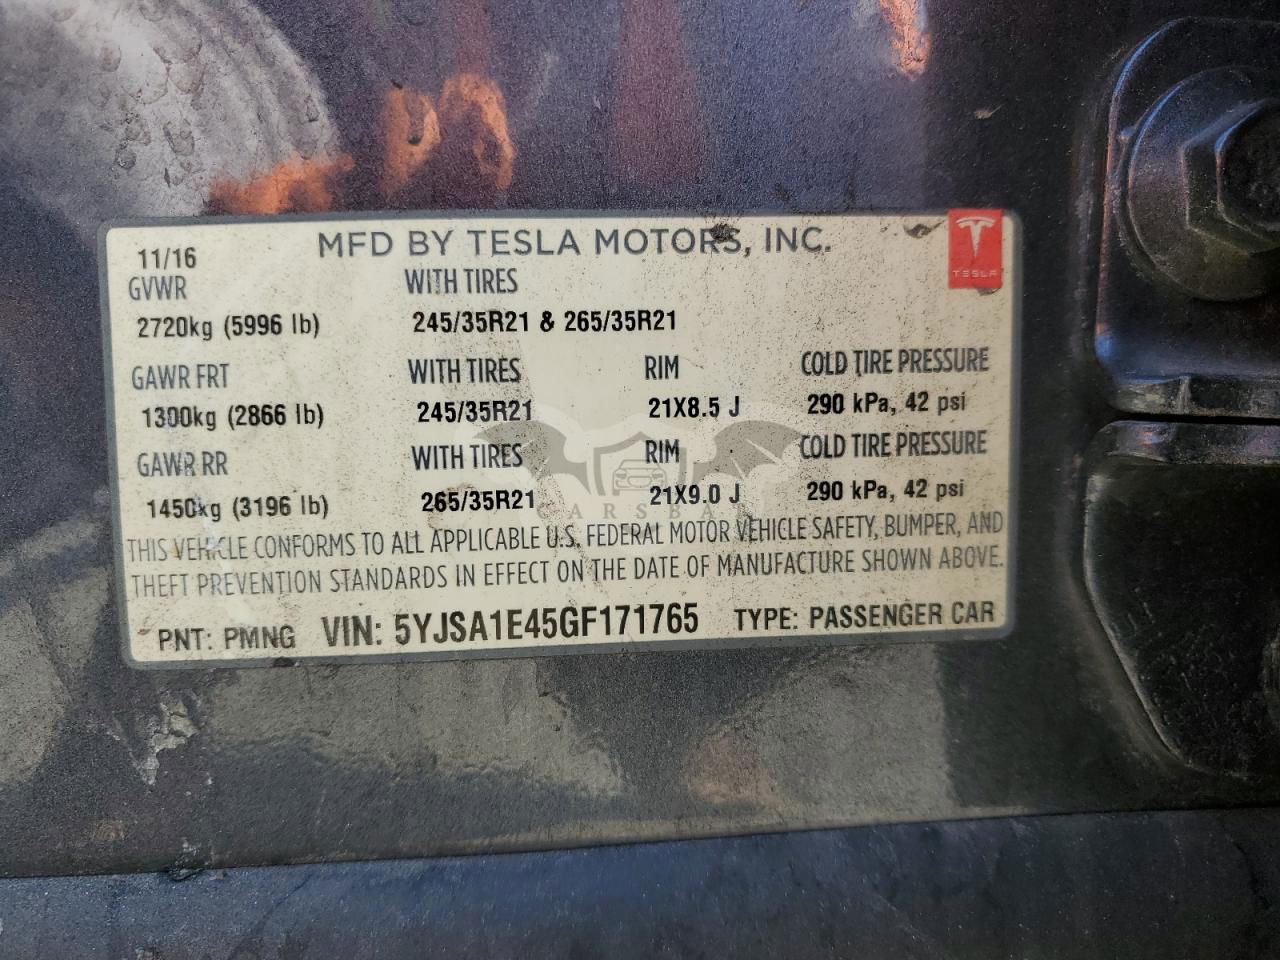 11/16 MFD BY TESLA MOTORS, INC.
TESLA
GVWR WITH TIRES
2720kg (5996 lb) 245/35R21 & 265/35R21
GAWR FRT WITH TIRES RIM COLD TIRE PRESSURE
1300kg (2866 lb) 245/35R21 21X8.5 J 290 kPa, 42 psi
GAWR RR WITH TIRES RIM COLD TIRE PRESSURE
1450kg (3196 lb) 265/35R21 21X9.0 J 290 kPa, 42 psi
CARSBAT
THIS VEHICLE CONFORMS TO ALL APPLICABLE U.S. FEDERAL MOTOR VEHICLE SAFETY, BUMPER, AND
THEFT PREVENTION STANDARDS IN EFFECT ON THE DATE OF MANUFACTURE SHOWN ABOVE.
PNT: PMNG VIN: 5YJSA1E45GF171765 TYPE: PASSENGER CAR